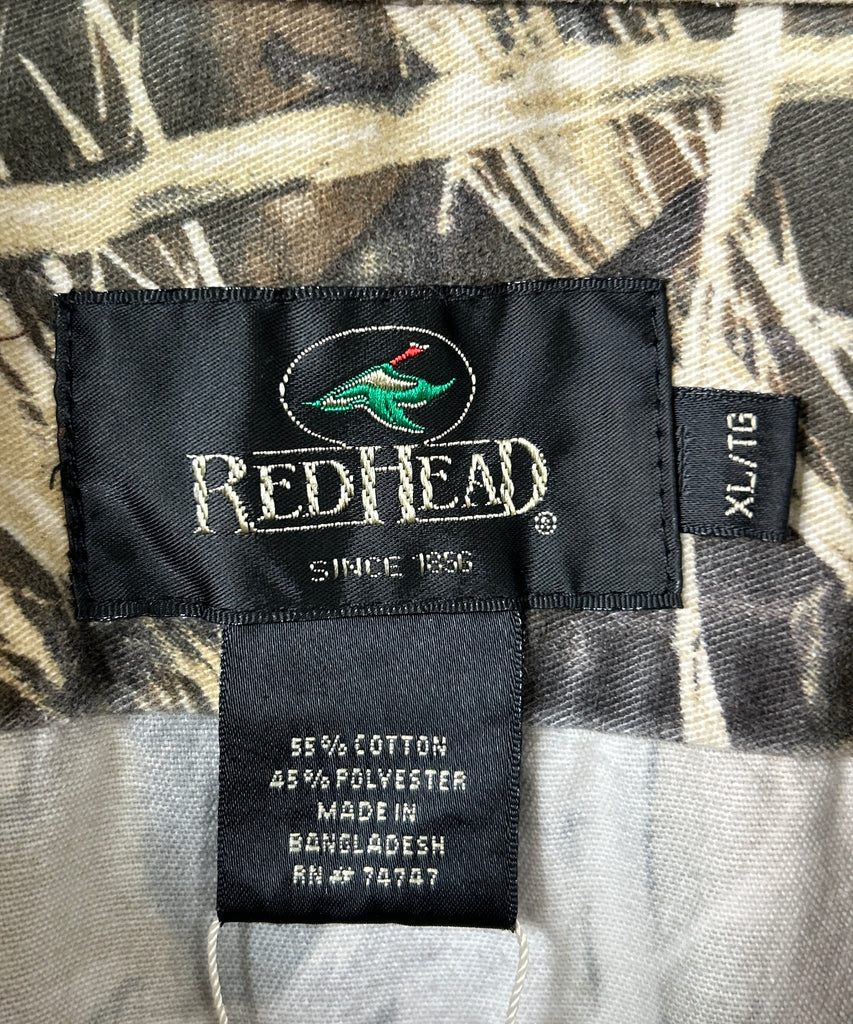 REDHEAD®
SINCE 1856
XL/TG
55% COTTON
45% POLYESTER
MADE IN
BANGLADESH
RN # 74747